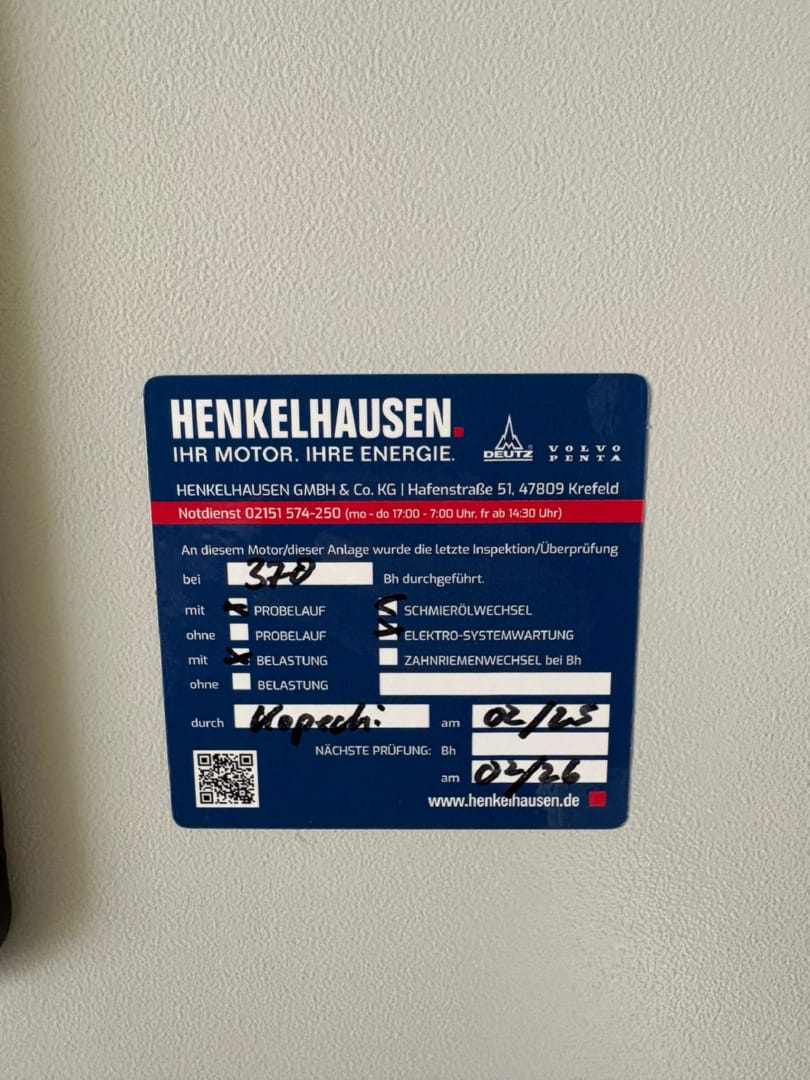 HENKELHAUSEN.
IHR MOTOR. IHRE ENERGIE.
DEUTZ®
VOLVO
PENTA
HENKELHAUSEN GMBH & Co. KG | Hafenstraße 51, 47809 Krefeld
Notdienst 02151 574-250 (mo - do 17:00 - 7:00 Uhr, fr ab 14:30 Uhr)
An diesem Motor/dieser Anlage wurde die letzte Inspektion/Überprüfung
bei 370 Bh durchgeführt.
mit PROBELAUF SCHMIERÖLWECHSEL
ohne PROBELAUF ELEKTRO-SYSTEMWARTUNG
mit BELASTUNG ZAHNRIEMENWECHSEL bei Bh
ohne BELASTUNG
durch am 02/25
NÄCHSTE PRÜFUNG: Bh
am 02/26
www.henkelhausen.de